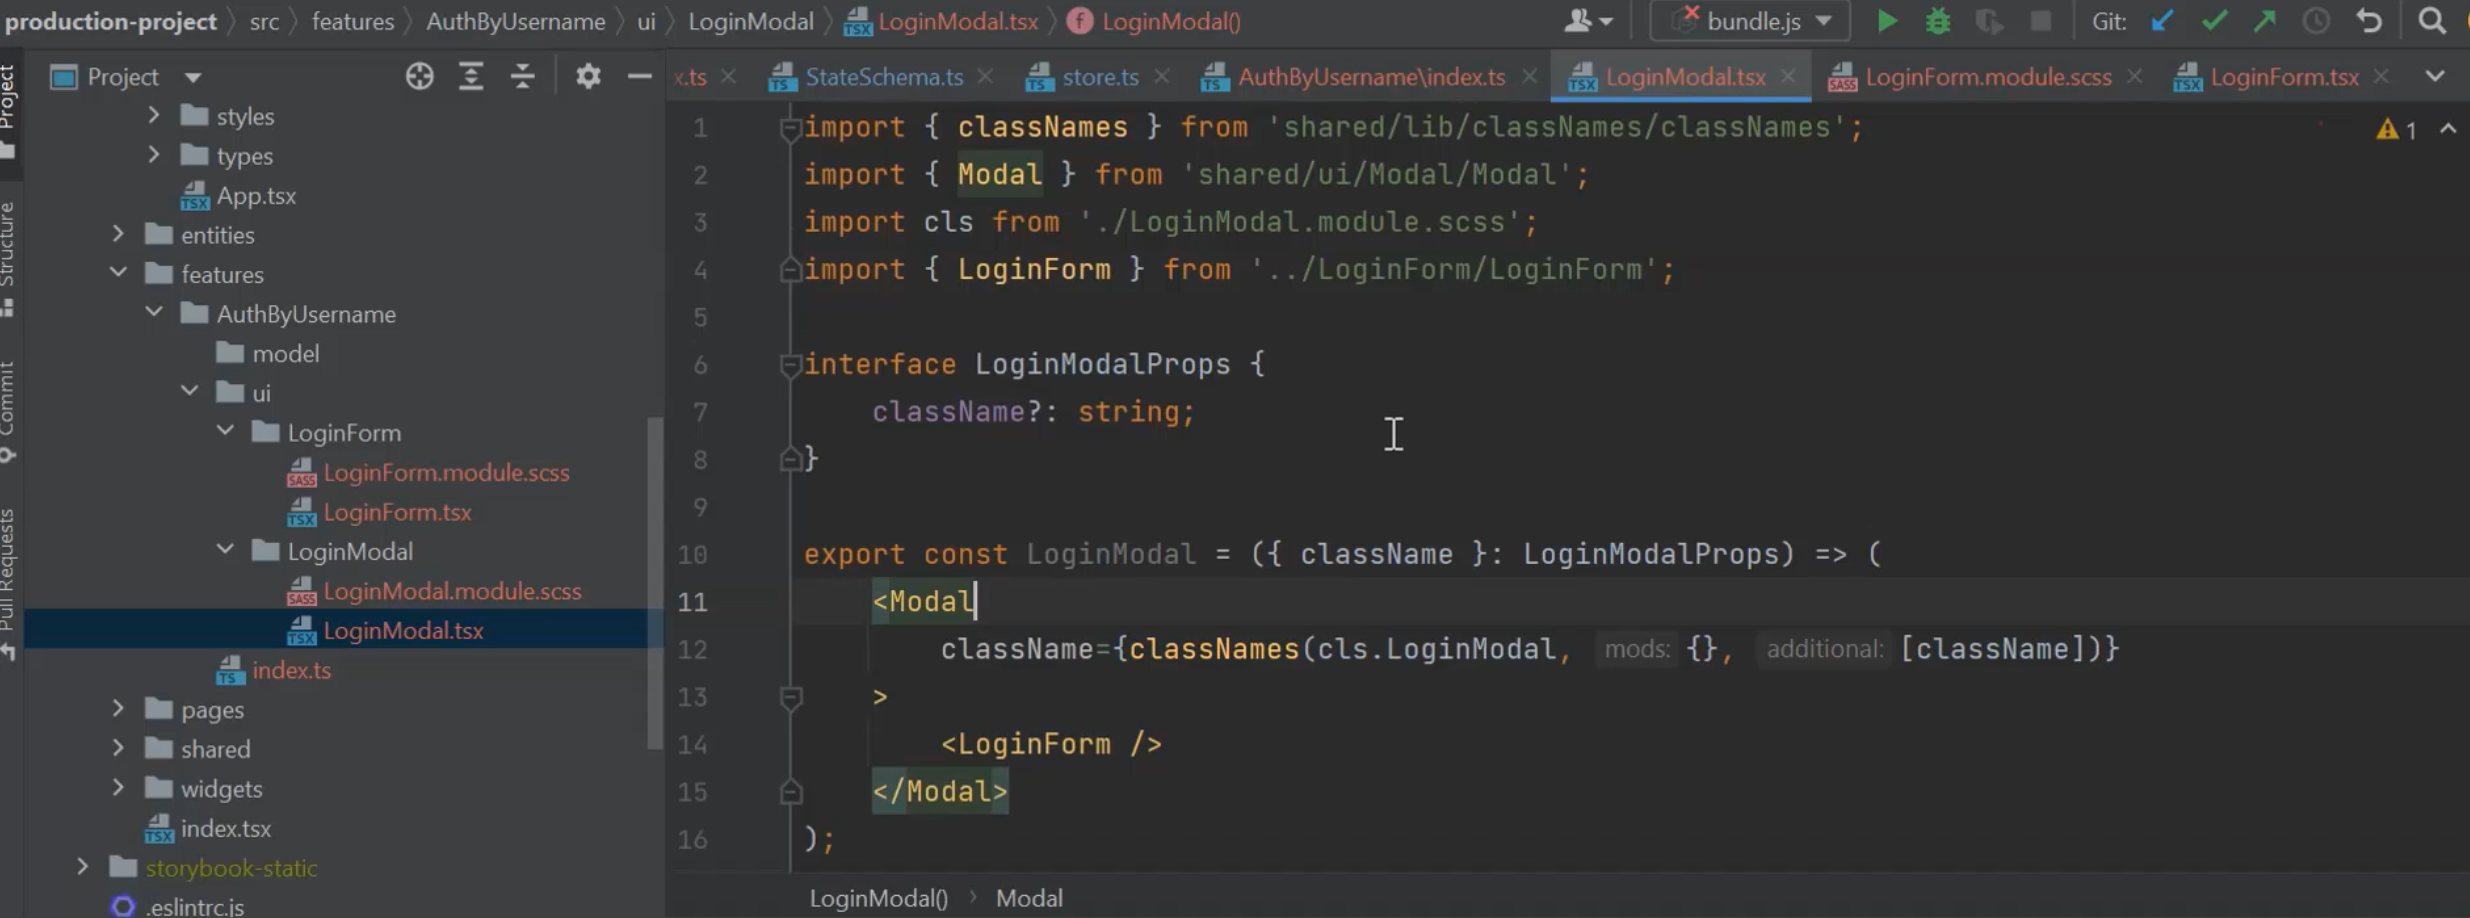 production-project src features AuthByUsername ui LoginModal LoginModal.tsx f LoginModal() bundle.js Git:
Project
x.ts StateSchema.ts store.ts AuthByUsername\index.ts LoginModal.tsx LoginForm.module.scss LoginForm.tsx
Project
Structure
Commit
Pull Requests
styles
types
App.tsx
entities
features
AuthByUsername
model
ui
LoginForm
LoginForm.module.scss
LoginForm.tsx
LoginModal
LoginModal.module.scss
LoginModal.tsx
index.ts
pages
shared
widgets
index.tsx
storybook-static
.eslintrc.js
1 import { classNames } from 'shared/lib/classNames/classNames';
1
2 import { Modal } from 'shared/ui/Modal/Modal';
3 import cls from './LoginModal.module.scss';
4 import { LoginForm } from '../LoginForm/LoginForm';
5
6 interface LoginModalProps {
7 className?: string;
8 }
9
10 export const LoginModal = ({ className }: LoginModalProps) => (
11 <Modal
12 className={classNames(cls.LoginModal, mods: {}, additional: [className])}
13 >
14 <LoginForm />
15 </Modal>
16 );
LoginModal() Modal